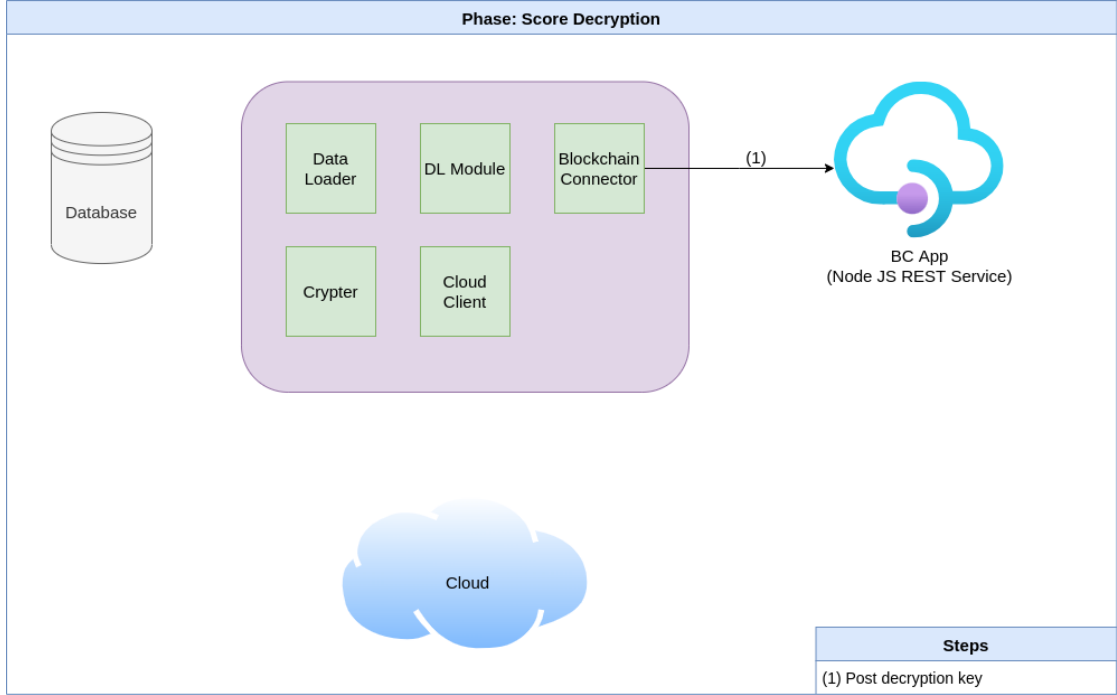 Phase: Score Decryption
Database
Data
Loader
DL Module
Blockchain
Connector
(1)
Crypter
Cloud
Client
BC App
(Node JS REST Service)
Cloud
Steps
(1) Post decryption key